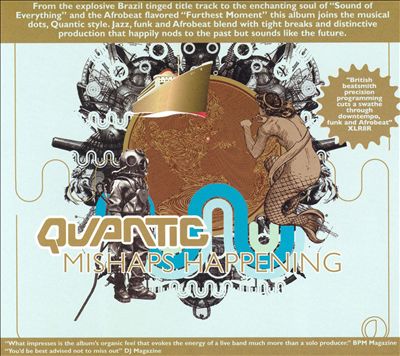 From the explosive Brazil tinged title track to the enchanting soul of "Sound of
Everything" and the Afrobeat flavored "Furthest Moment" this album joins the musical
dots, Quantic style. Jazz, funk and Afrobeat blend with tight breaks and distinctive
production that happily nods to the past but sounds like the future.
"British
beatsmith
precision
programming
cuts a swathe
through
downtempo,
funk and Afrobeat"
XLR8R
QUANTIC
MISHAPS HAPPENING
"What impresses is the album's organic feel that evokes the energy of a live band much more than a solo producer." BPM Magazine
"You'd be best advised not to miss out" DJ Magazine